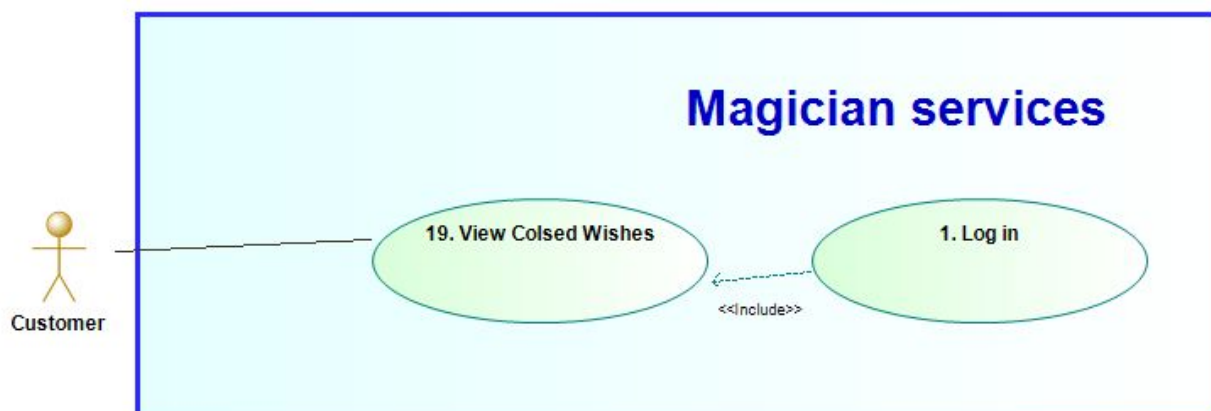 Magician services
19. View Colsed Wishes
1. Log in
<<Include>>
Customer